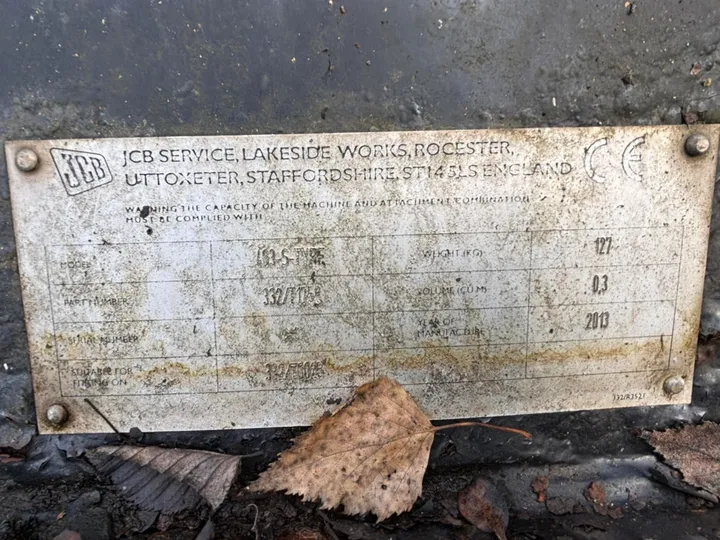 JCB JCB SERVICE, LAKESIDE WORKS, ROCESTER,
UTTOXETER, STAFFORDSHIRE, ST14 5LS ENGLAND CE
WARNING THE CAPACITY OF THE MACHINE AND ATTACHMENT COMBINATION
MUST BE COMPLIED WITH
MODEL WEIGHT (KG) 127
PART NUMBER VOLUME (CU M) 0.3
SERIAL NUMBER YEAR OF MANUFACTURE 2013
SUITABLE FOR
FITTING ON